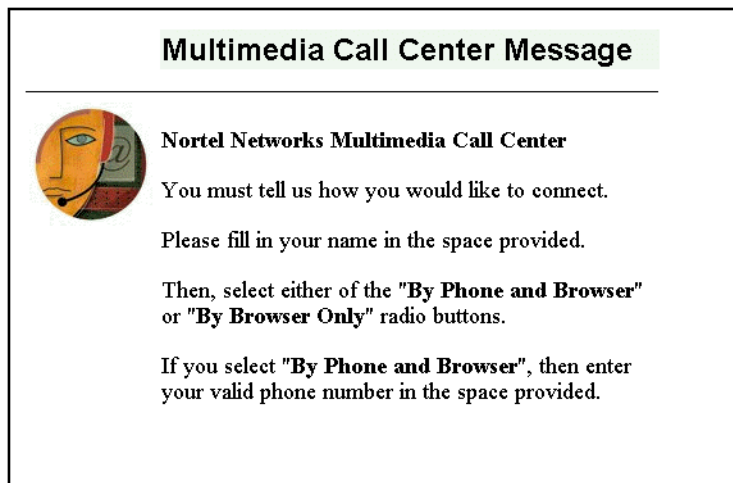 Multimedia Call Center Message
@
Nortel Networks Multimedia Call Center
You must tell us how you would like to connect.
Please fill in your name in the space provided.
Then, select either of the "By Phone and Browser"
or "By Browser Only" radio buttons.
If you select "By Phone and Browser", then enter
your valid phone number in the space provided.